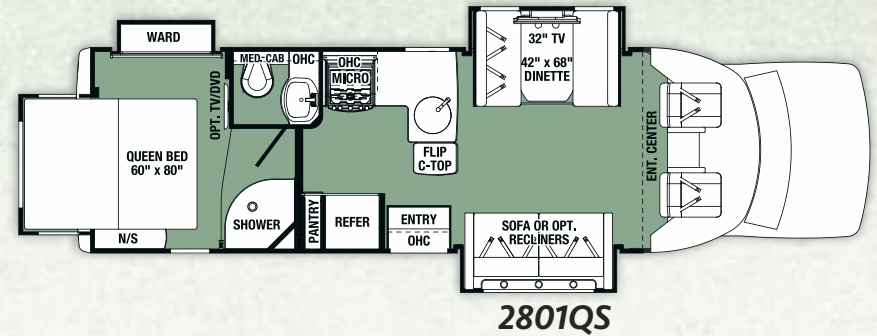 WARD
MED. CAB
OHC
OPT. TV/DVD
QUEEN BED
60" x 80"
N/S
SHOWER
OHC
MICRO
FLIP
C-TOP
PANTRY
REFER
ENTRY
OHC
32" TV
42" x 68"
DINETTE
SOFA OR OPT.
RECLINERS
ENT. CENTER
2801QS